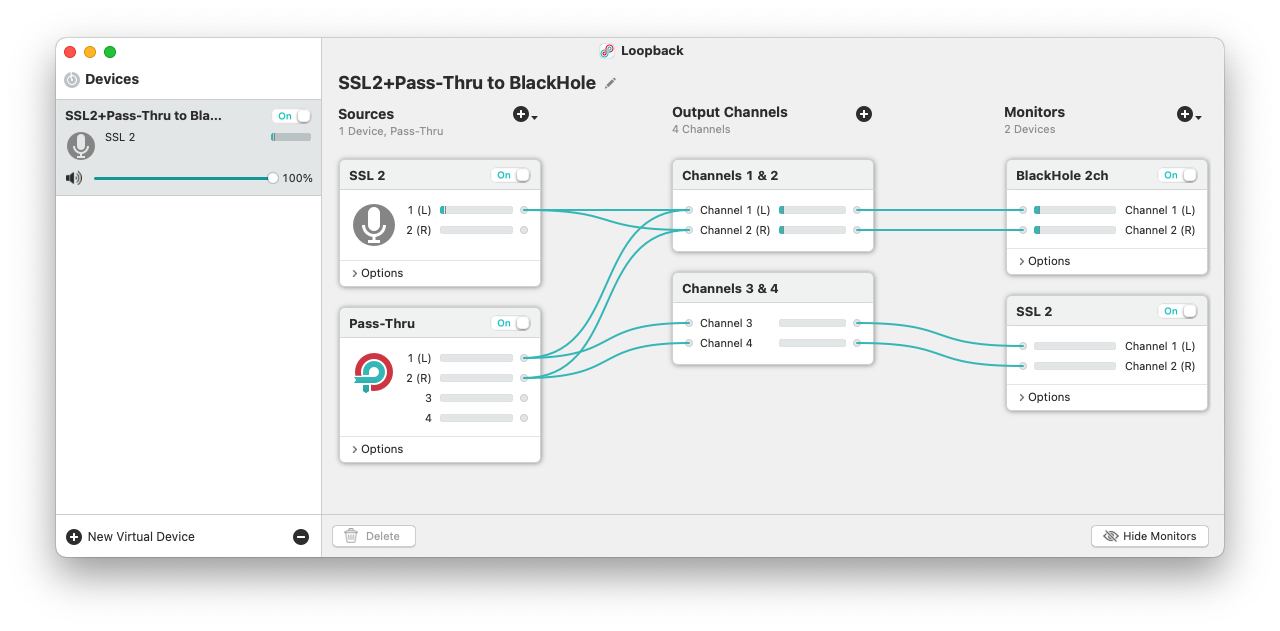 Loopback
Devices
SSL2+Pass-Thru to Bla...
On
SSL 2
100%
New Virtual Device
SSL2+Pass-Thru to BlackHole
Sources
1 Device, Pass-Thru
SSL 2
On
1 (L)
2 (R)
Options
Pass-Thru
On
1 (L)
2 (R)
3
4
Options
Output Channels
4 Channels
Channels 1 & 2
Channel 1 (L)
Channel 2 (R)
Channels 3 & 4
Channel 3
Channel 4
Monitors
2 Devices
BlackHole 2ch
On
Channel 1 (L)
Channel 2 (R)
Options
SSL 2
On
Channel 1 (L)
Channel 2 (R)
Options
Delete
Hide Monitors